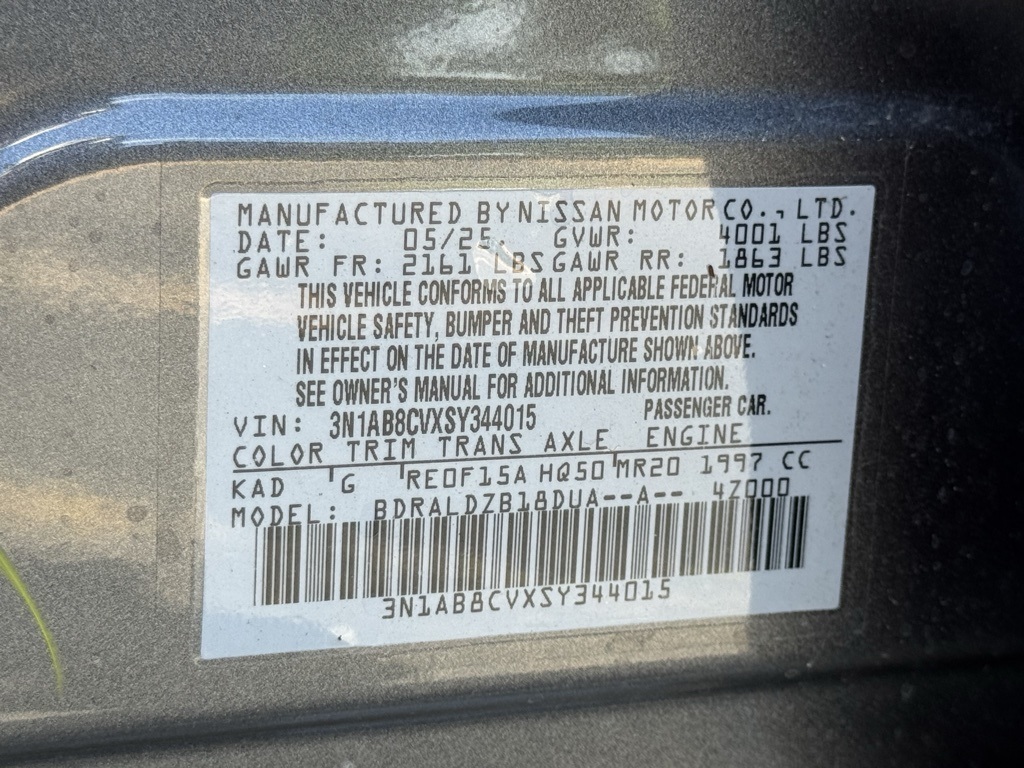 MANUFACTURED BY NISSAN MOTOR CO., LTD.
DATE: 05/25 GVWR: 4001 LBS
GAWR FR: 2161 LBS GAWR RR: 1863 LBS
THIS VEHICLE CONFORMS TO ALL APPLICABLE FEDERAL MOTOR
VEHICLE SAFETY, BUMPER AND THEFT PREVENTION STANDARDS
IN EFFECT ON THE DATE OF MANUFACTURE SHOWN ABOVE.
SEE OWNER'S MANUAL FOR ADDITIONAL INFORMATION.
VIN: 3N1AB8CVXSY344015 PASSENGER CAR.
COLOR TRIM TRANS AXLE ENGINE
KAD G RE0F15A HQ50 MR20 1997 CC
MODEL: BDRALDZB18DUA--A-- 4Z000
3N1AB8CVXSY344015